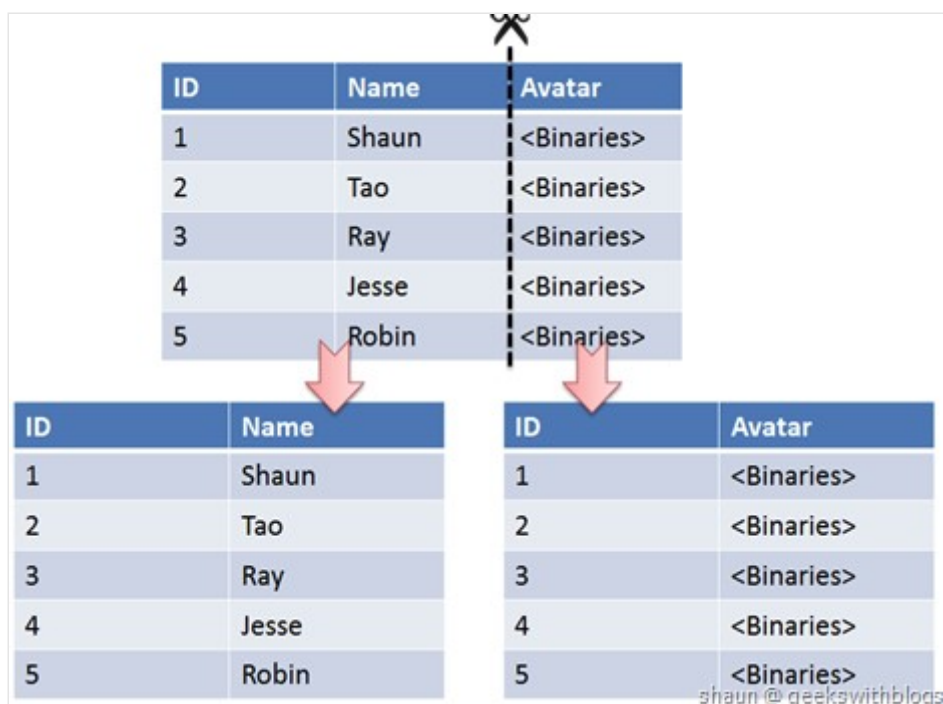 ID Name Avatar
1 Shaun <Binaries>
2 Tao <Binaries>
3 Ray <Binaries>
4 Jesse <Binaries>
5 Robin <Binaries>
ID Name
1 Shaun
2 Tao
3 Ray
4 Jesse
5 Robin
ID Avatar
1 <Binaries>
2 <Binaries>
3 <Binaries>
4 <Binaries>
5 <Binaries>
shaun @ geekswithblogs